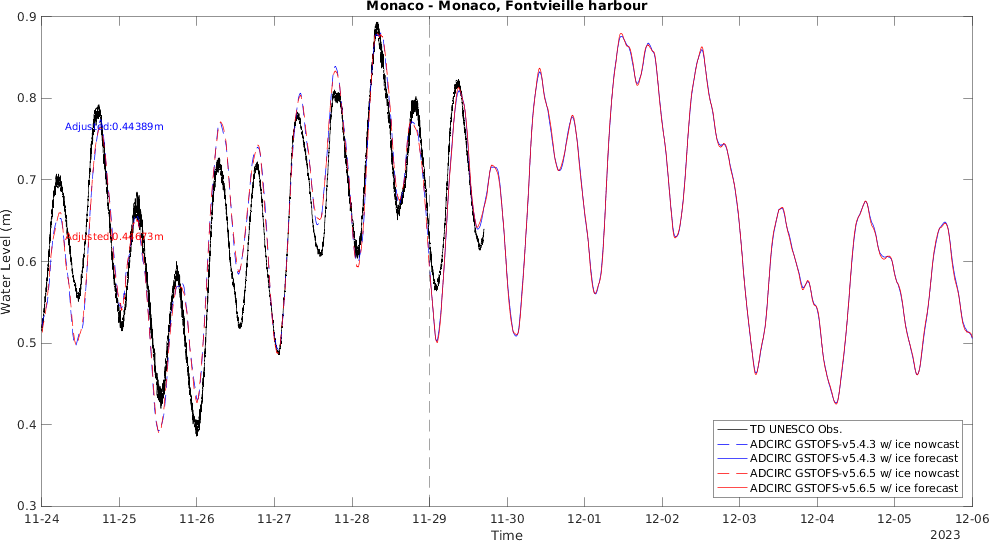 Monaco - Monaco, Fontvieille harbour
0.9
0.8
0.7
0.6
0.5
0.4
0.3
Water Level (m)
Adjusted:0.44389m
Adjusted:0.44673m
TD UNESCO Obs.
ADCIRC GSTOFS-v5.4.3 w/ ice nowcast
ADCIRC GSTOFS-v5.4.3 w/ ice forecast
ADCIRC GSTOFS-v5.6.5 w/ ice nowcast
ADCIRC GSTOFS-v5.6.5 w/ ice forecast
11-24 11-25 11-26 11-27 11-28 11-29 11-30 12-01 12-02 12-03 12-04 12-05 12-06
Time
2023